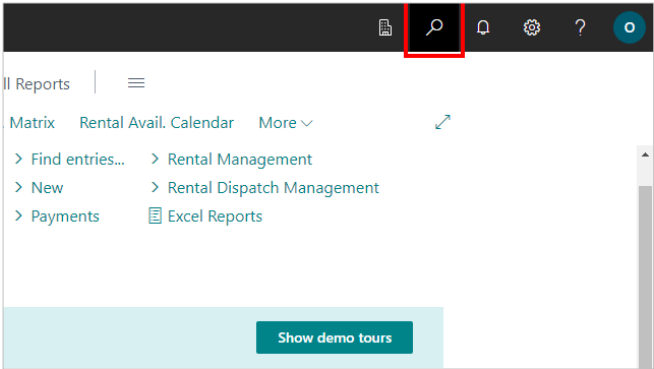 ?
O
ll Reports
. Matrix Rental Avail. Calendar More
> Find entries... > Rental Management
> New > Rental Dispatch Management
> Payments Excel Reports
Show demo tours